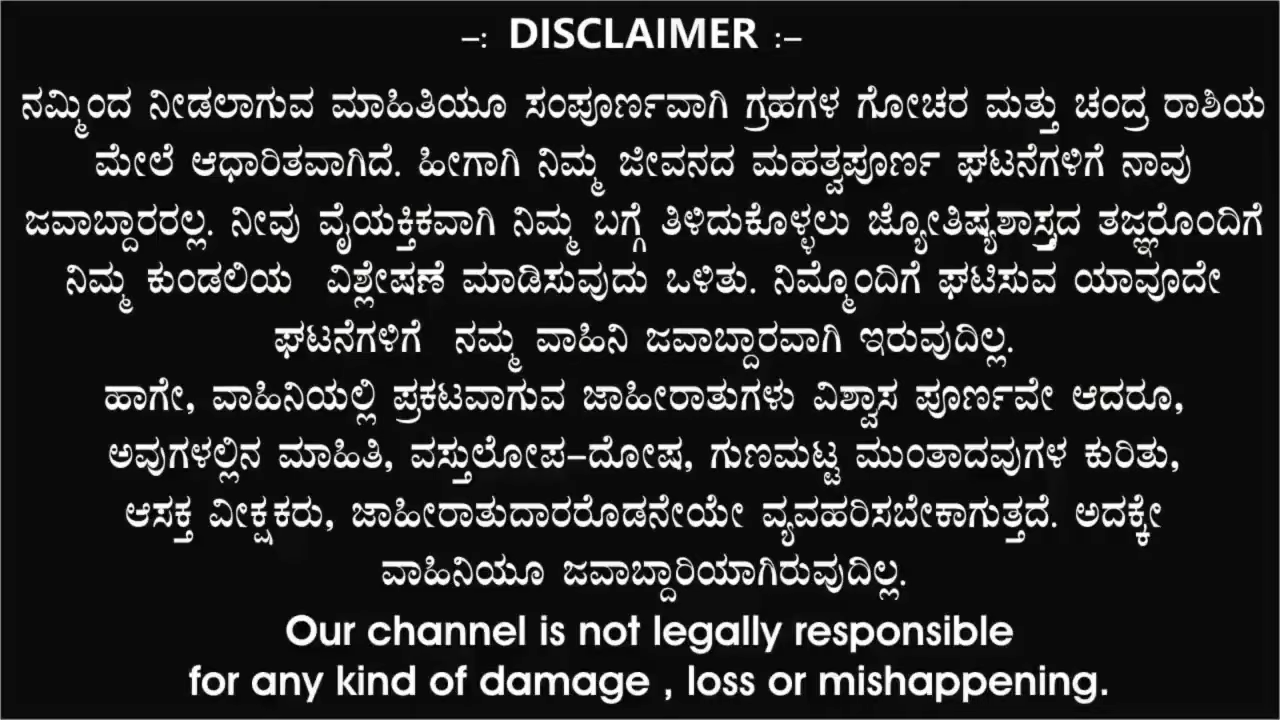 –: DISCLAIMER :–
ನಮ್ಮಿಂದ ನೀಡಲಾಗುವ ಮಾಹಿತಿಯೂ ಸಂಪೂರ್ಣವಾಗಿ ಗ್ರಹಗಳ ಗೋಚರ ಮತ್ತು ಚಂದ್ರ ರಾಶಿಯ
ಮೇಲೆ ಆಧಾರಿತವಾಗಿದೆ. ಹೀಗಾಗಿ ನಿಮ್ಮ ಜೀವನದ ಮಹತ್ವಪೂರ್ಣ ಘಟನೆಗಳಿಗೆ ನಾವು
ಜವಾಬ್ದಾರರಲ್ಲ. ನೀವು ವೈಯಕ್ತಿಕವಾಗಿ ನಿಮ್ಮ ಬಗ್ಗೆ ತಿಳಿದುಕೊಳ್ಳಲು ಜ್ಯೋತಿಷ್ಯಶಾಸ್ತ್ರದ ತಜ್ಞರೊಂದಿಗೆ
ನಿಮ್ಮ ಕುಂಡಲಿಯ ವಿಶ್ಲೇಷಣೆ ಮಾಡಿಸುವುದು ಒಳಿತು. ನಿಮ್ಮೊಂದಿಗೆ ಘಟಿಸುವ ಯಾವೂದೇ
ಘಟನೆಗಳಿಗೆ ನಮ್ಮ ವಾಹಿನಿ ಜವಾಬ್ದಾರವಾಗಿ ಇರುವುದಿಲ್ಲ.
ಹಾಗೇ, ವಾಹಿನಿಯಲ್ಲಿ ಪ್ರಕಟವಾಗುವ ಜಾಹೀರಾತುಗಳು ವಿಶ್ವಾಸ ಪೂರ್ಣವೇ ಆದರೂ,
ಅವುಗಳಲ್ಲಿನ ಮಾಹಿತಿ, ವಸ್ತುಲೋಪ–ದೋಷ, ಗುಣಮಟ್ಟ ಮುಂತಾದವುಗಳ ಕುರಿತು,
ಆಸಕ್ತ ವೀಕ್ಷಕರು, ಜಾಹೀರಾತುದಾರರೊಡನೇಯೇ ವ್ಯವಹರಿಸಬೇಕಾಗುತ್ತದೆ. ಅದಕ್ಕೇ
ವಾಹಿನಿಯೂ ಜವಾಬ್ದಾರಿಯಾಗಿರುವುದಿಲ್ಲ.
Our channel is not legally responsible
for any kind of damage , loss or mishappening.